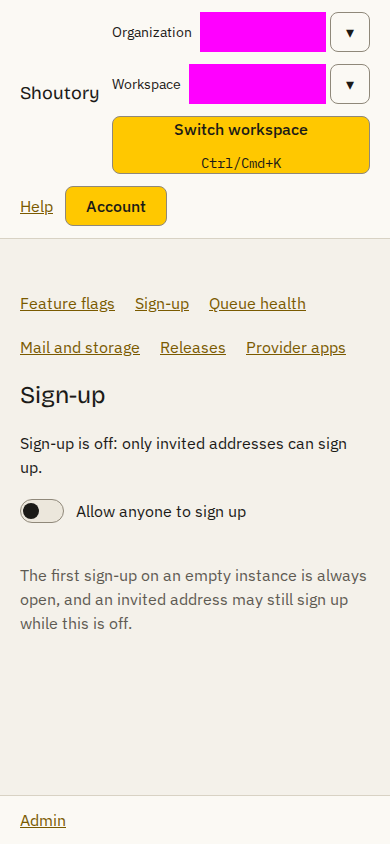 Shoutory
Organization
▼
Workspace
▼
Switch workspace
Ctrl/Cmd+K
Help
Account
Feature flags
Sign-up
Queue health
Mail and storage
Releases
Provider apps
Sign-up
Sign-up is off: only invited addresses can sign
up.
Allow anyone to sign up
The first sign-up on an empty instance is always
open, and an invited address may still sign up
while this is off.
Admin